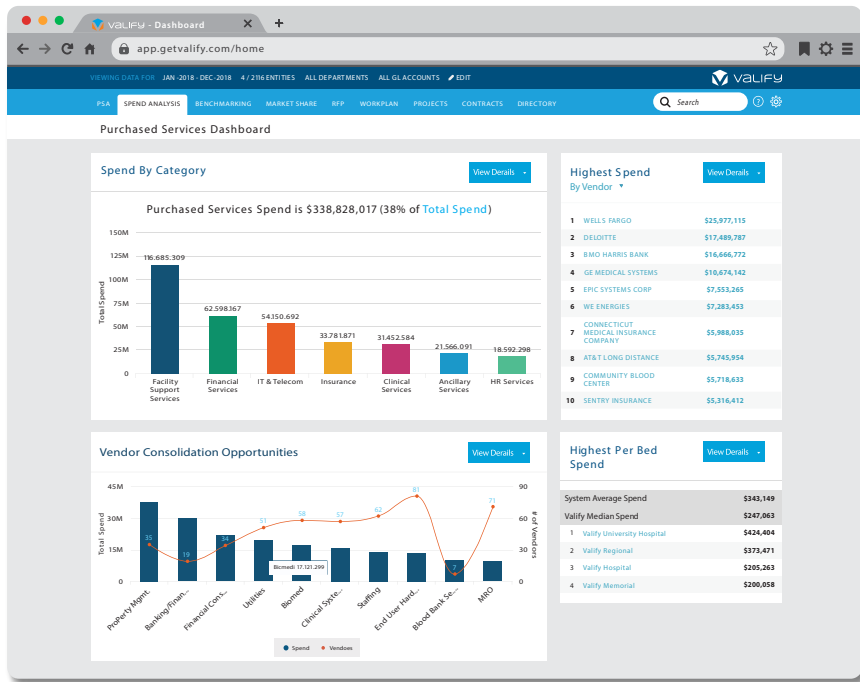 VALIFY - Dashboard
app.getvalify.com/home
VIEWING DATA FOR JAN -2018 - DEC-2018 4 / 2116 ENTITIES ALL DEPARTMENTS ALL GL ACCOUNTS EDIT
VALIFY
PSA SPEND ANALYSIS BENCHMARKING MARKET SHARE RFP WORKPLAN PROJECTS CONTRACTS DIRECTORY
Search
Purchased Services Dashboard
Spend By Category
View Derails
Purchased Services Spend is $338,828,017 (38% of Total Spend)
Total Spend
150M
125M
100M
75M
50M
25M
0
116.685.309
62.598.167
54.150.692
33.781.871
31.452.584
21.566.091
18.592.298
Facility Support Services
Financial Services
IT & Telecom
Insurance
Clinical Services
Ancillary Services
HR Services
Highest Spend
By Vendor
View Derails
1 WELLS FARGO $25,977,115
2 DELOITTE $17,489,787
3 BMO HARRIS BANK $16,666,772
4 GE MEDICAL SYSTEMS $10,674,142
5 EPIC SYSTEMS CORP $7,553,265
6 WE ENERGIES $7,283,453
7 CONNECTICUT MEDICAL INSURANCE COMPANY $5,988,035
8 AT&T LONG DISTANCE $5,745,954
9 COMMUNITY BLOOD CENTER $5,718,633
10 SENTRY INSURANCE $5,316,412
Vendor Consolidation Opportunities
View Derails
Total Spend
45M
30M
15M
0
35
19
34
51
58
57
62
81
7
71
Bicmedi 17.121.299
90
60
30
0
# of Vendors
ProPerty Mgmt.
Banking/Finan...
Financial Cons...
Utilities
Biomed
Clinical Syste...
Staffing
End User Hard...
Blood Bank Se...
MRO
Spend Vendoes
Highest Per Bed
Spend
View Derails
System Average Spend $343,149
Valify Median Spend $247,063
1 Valify University Hospital $424,404
2 Valify Regional $373,471
3 Valify Hospital $205,263
4 Valify Memorial $200,058